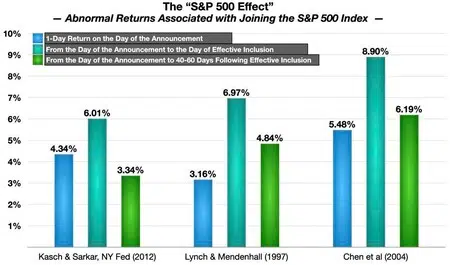 The “S&P 500 Effect”
— Abnormal Returns Associated with Joining the S&P 500 Index —
10%
9%
8%
7%
6%
5%
4%
3%
2%
1%
1-Day Return on the Day of the Announcement
From the Day of the Announcement to the Day of Effective Inclusion
From the Day of the Announcement to 40-60 Days Following Effective Inclusion
4.34%
6.01%
3.34%
3.16%
6.97%
4.84%
5.48%
8.90%
6.19%
Kasch & Sarkar, NY Fed (2012)
Lynch & Mendenhall (1997)
Chen et al (2004)